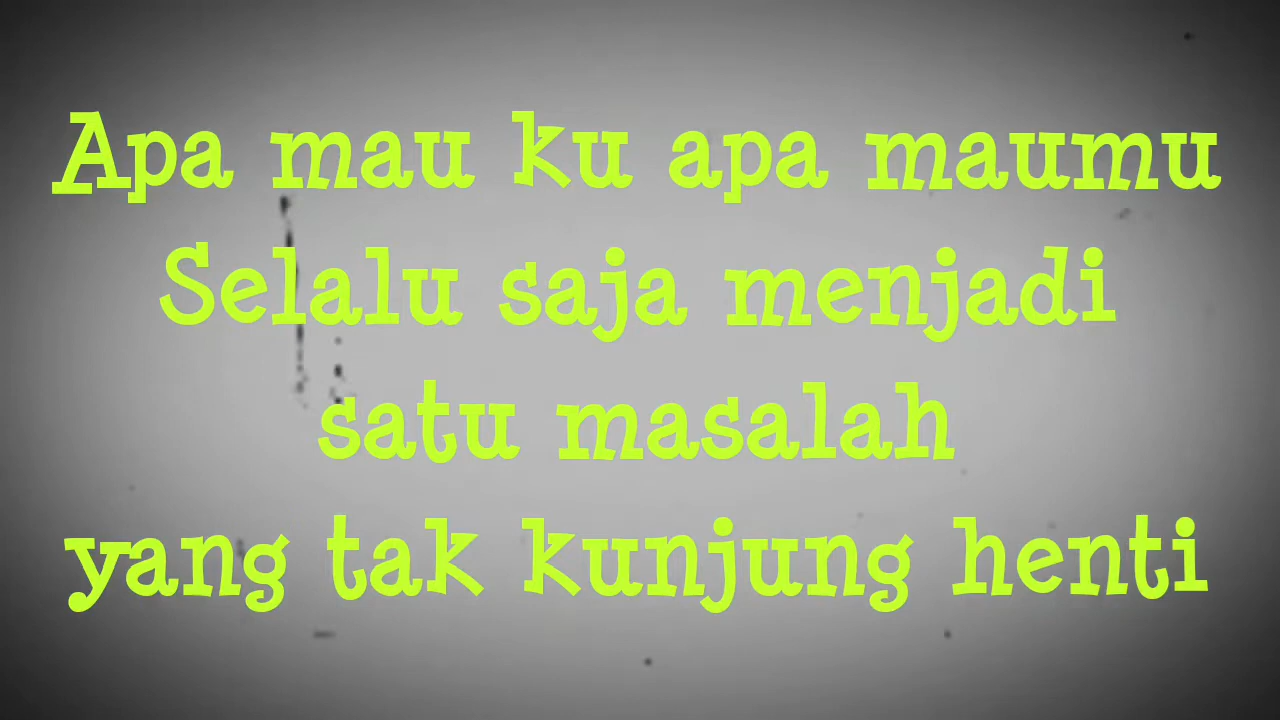 Apa mau ku apa maumu
Selalu saja menjadi
satu masalah
yang tak kunjung henti